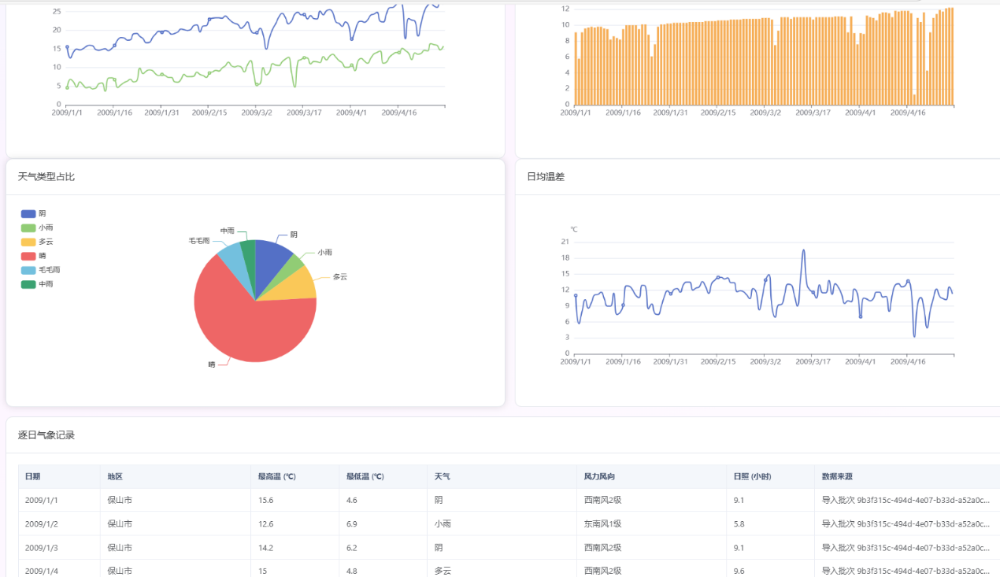 25
20
15
10
5
0
2009/1/1 2009/1/16 2009/1/31 2009/2/15 2009/3/2 2009/3/17 2009/4/1 2009/4/16
12
10
8
6
4
2
0
2009/1/1 2009/1/16 2009/1/31 2009/2/15 2009/3/2 2009/3/17 2009/4/1 2009/4/16
天气类型占比
阴
小雨
多云
晴
毛毛雨
中雨
中雨
阴
毛毛雨
小雨
多云
晴
日均温差
℃
21
18
15
12
9
6
3
0
2009/1/1 2009/1/16 2009/1/31 2009/2/15 2009/3/2 2009/3/17 2009/4/1 2009/4/16
逐日气象记录
日期 地区 最高温 (℃) 最低温 (℃) 天气 风力风向 日照 (小时) 数据来源
2009/1/1 保山市 15.6 4.6 阴 西南风2级 9.1 导入批次 9b3f315c-494d-4e07-b33d-a52a0c...
2009/1/2 保山市 12.6 6.9 小雨 东南风1级 5.8 导入批次 9b3f315c-494d-4e07-b33d-a52a0c...
2009/1/3 保山市 14.2 6.2 阴 西南风2级 9.1 导入批次 9b3f315c-494d-4e07-b33d-a52a0c...
2009/1/4 保山市 15 4.8 多云 西南风2级 9.6 导入批次 9b3f315c-494d-4e07-b33d-a52a0c...